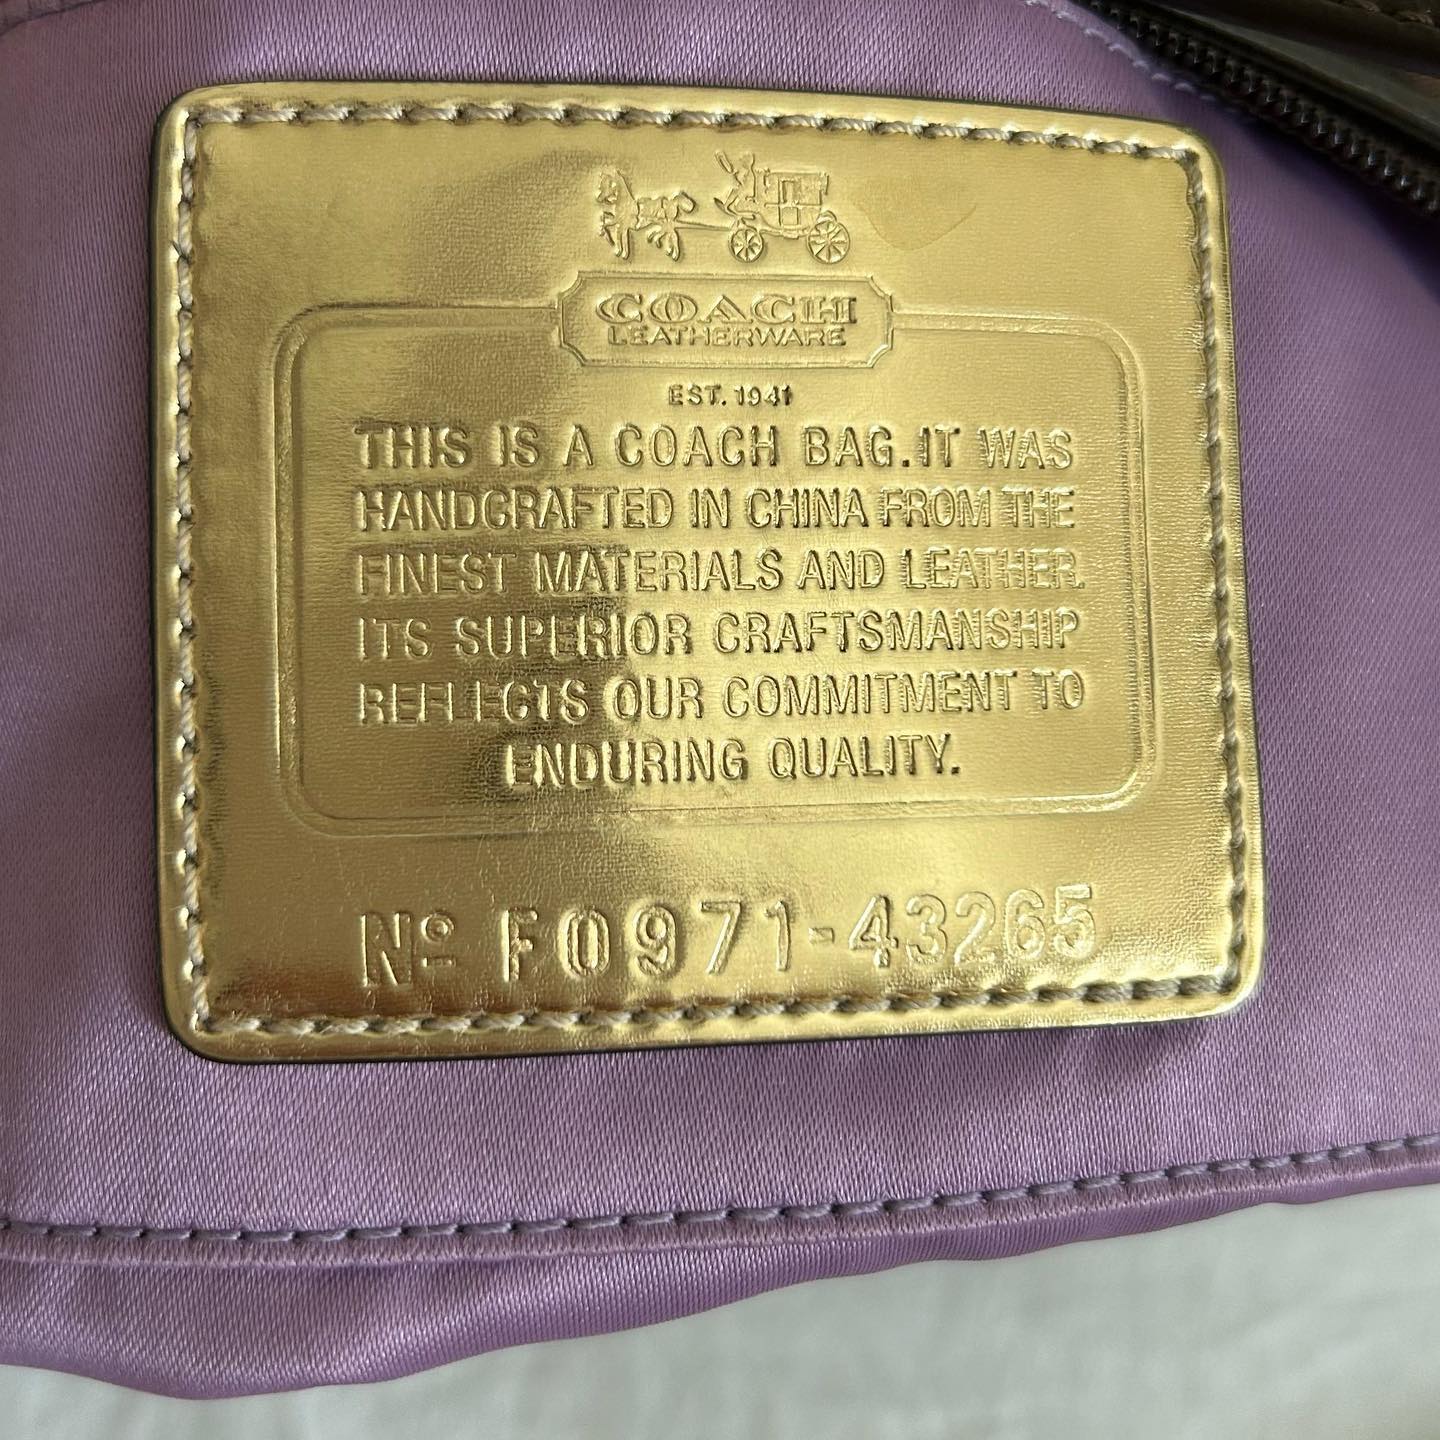 COACH
LEATHERWARE
EST. 1941
THIS IS A COACH BAG. IT WAS
HANDCRAFTED IN CHINA FROM THE
FINEST MATERIALS AND LEATHER.
ITS SUPERIOR CRAFTSMANSHIP
REFLECTS OUR COMMITMENT TO
ENDURING QUALITY.
Nº F0971-43265